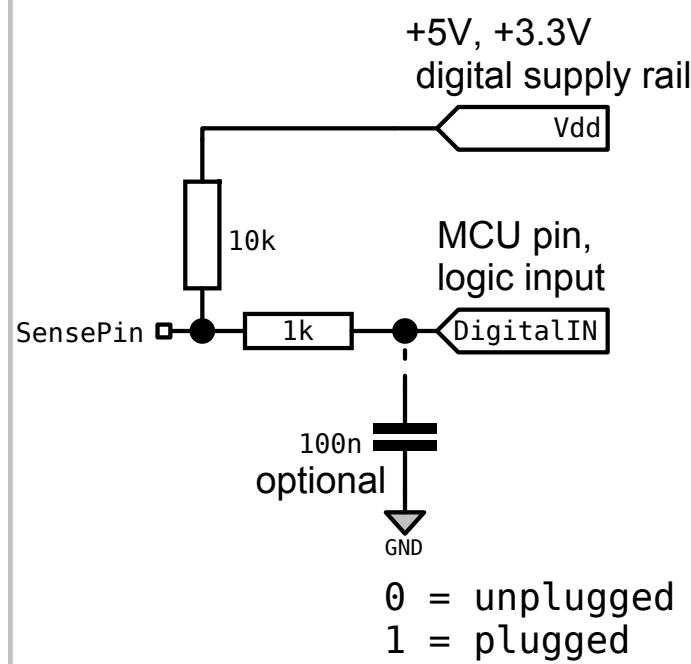 +5V, +3.3V
digital supply rail
Vdd
10k
MCU pin,
logic input
SensePin
1k
DigitalIN
100n
optional
GND
0 = unplugged
1 = plugged